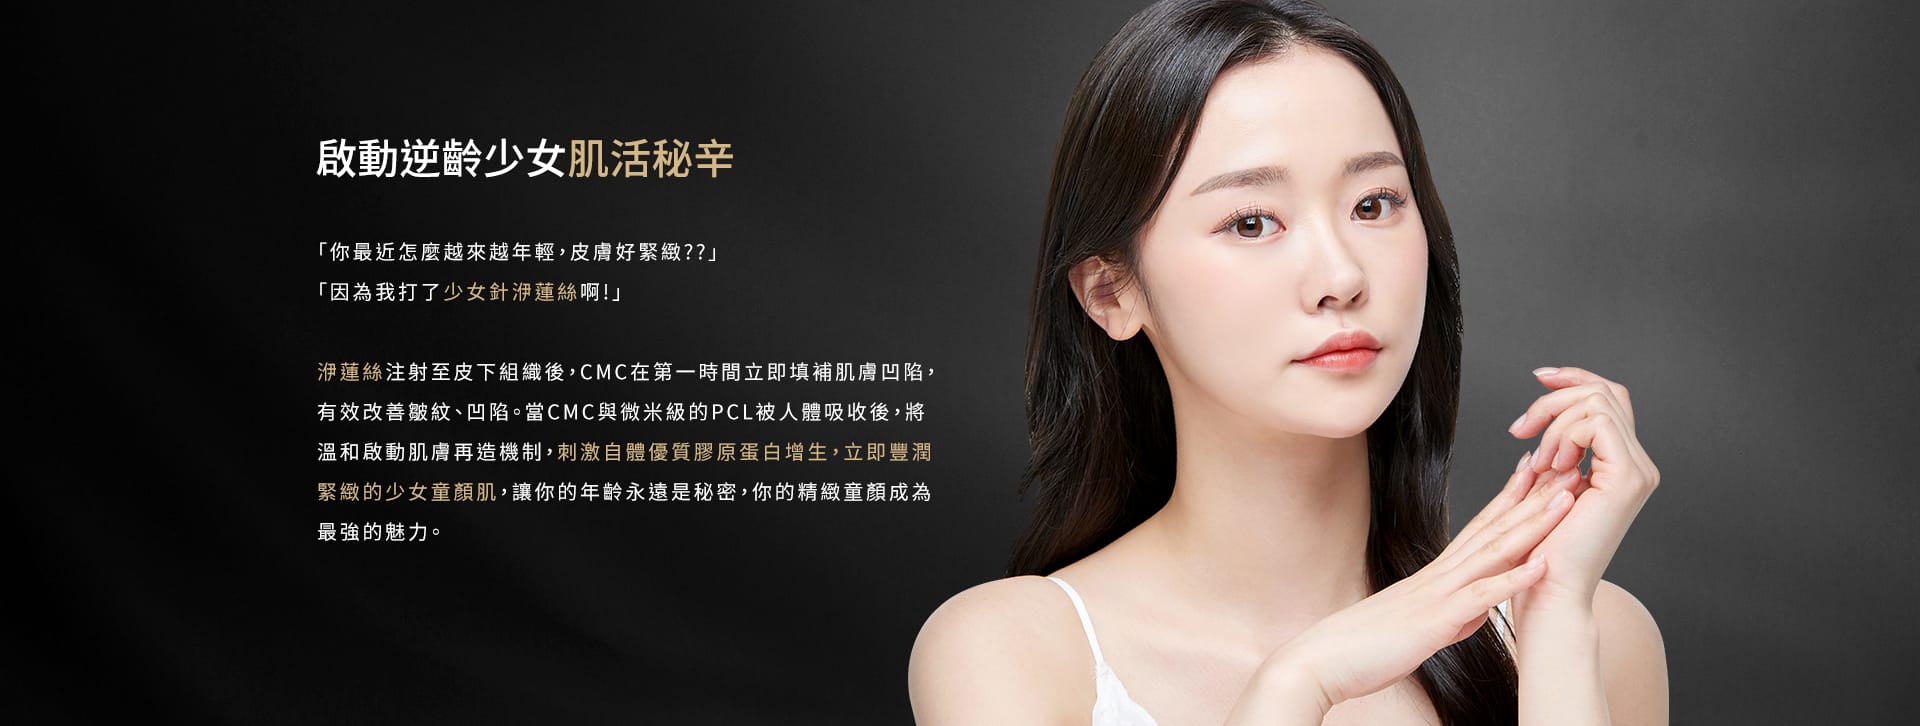 啟動逆齡少女肌活秘辛
「你最近怎麼越來越年輕，皮膚好緊緻??」
「因為我打了少女針洢蓮絲啊!」
洢蓮絲注射至皮下組織後，CMC在第一時間立即填補肌膚凹陷，
有效改善皺紋、凹陷。當CMC與微米級的PCL被人體吸收後，將
溫和啟動肌膚再造機制，刺激自體優質膠原蛋白增生，立即豐潤
緊緻的少女童顏肌，讓你的年齡永遠是秘密，你的精緻童顏成為
最強的魅力。